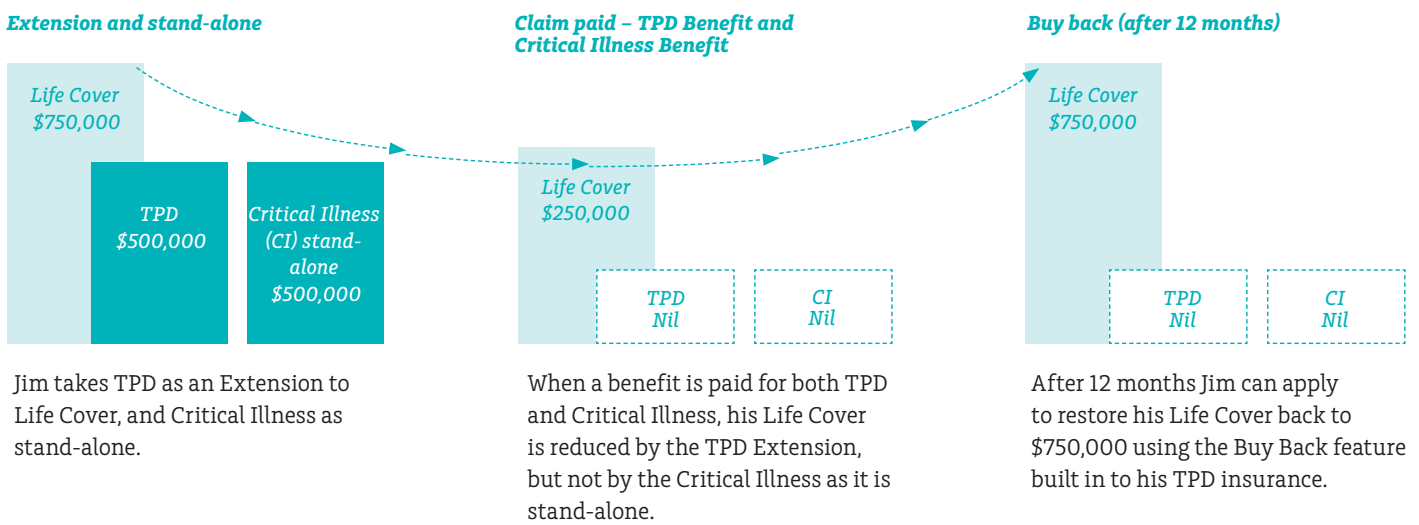 Extension and stand-alone
Life Cover
$750,000
TPD
$500,000
Critical Illness
(CI) stand-
alone
$500,000
Jim takes TPD as an Extension to
Life Cover, and Critical Illness as
stand-alone.
Claim paid – TPD Benefit and
Critical Illness Benefit
Life Cover
$250,000
TPD
Nil
CI
Nil
When a benefit is paid for both TPD
and Critical Illness, his Life Cover
is reduced by the TPD Extension,
but not by the Critical Illness as it is
stand-alone.
Buy back (after 12 months)
Life Cover
$750,000
TPD
Nil
CI
Nil
After 12 months Jim can apply
to restore his Life Cover back to
$750,000 using the Buy Back feature
built in to his TPD insurance.